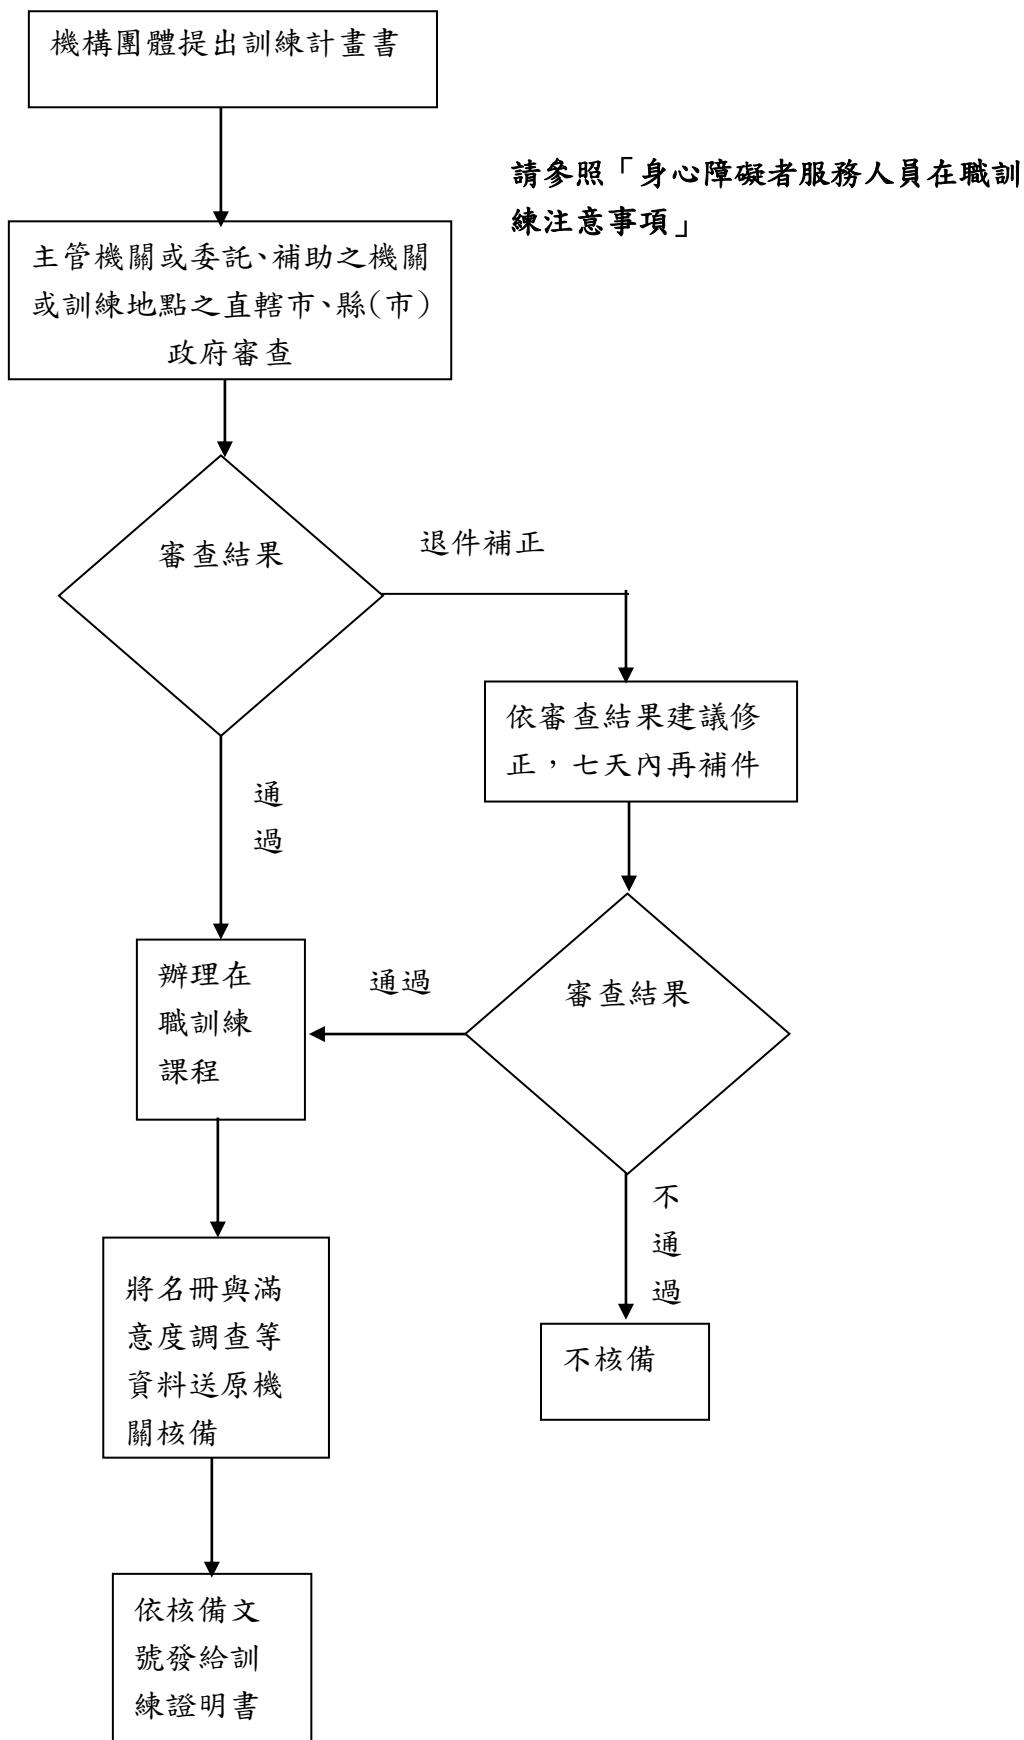 機構團體提出訓練計畫書
請參照「身心障礙者服務人員在職訓
練注意事項」
主管機關或委託、補助之機關
或訓練地點之直轄市、縣(市)
政府審查
審查結果
退件補正
依審查結果建議修
正，七天內再補件
通
過
辦理在
職訓練
課程
通過
審查結果
不
通
過
不核備
將名冊與滿
意度調查等
資料送原機
關核備
依核備文
號發給訓
練證明書